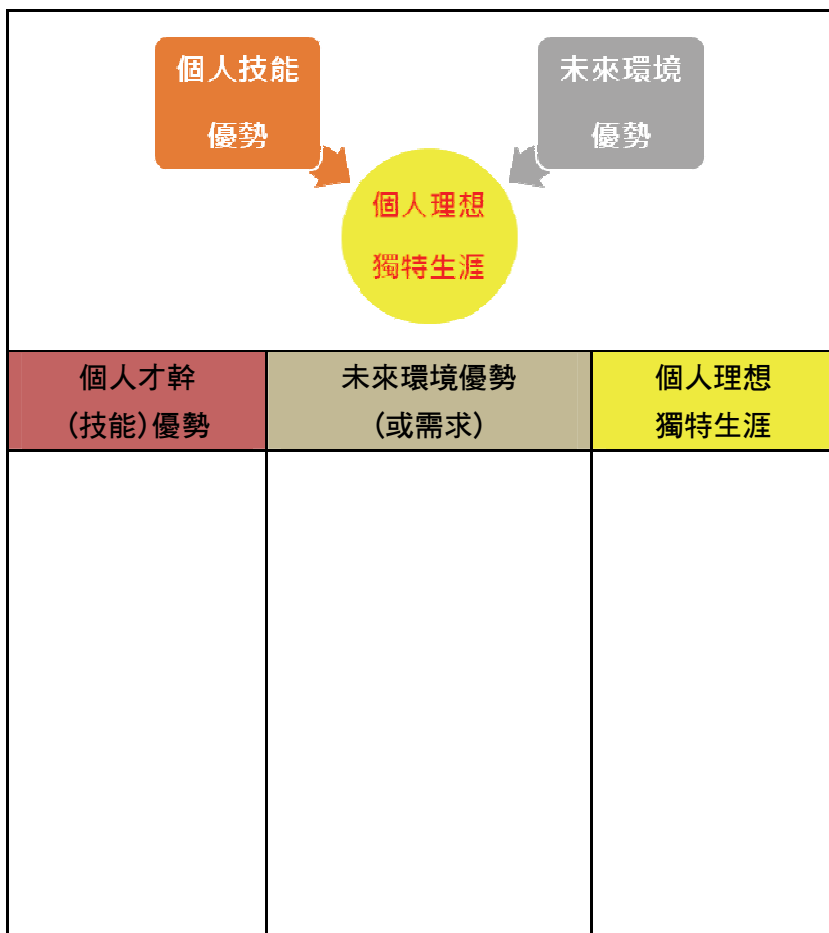 個人技能
優勢
未來環境
優勢
個人理想
獨特生涯
個人才幹
(技能)優勢
未來環境優勢
(或需求)
個人理想
獨特生涯